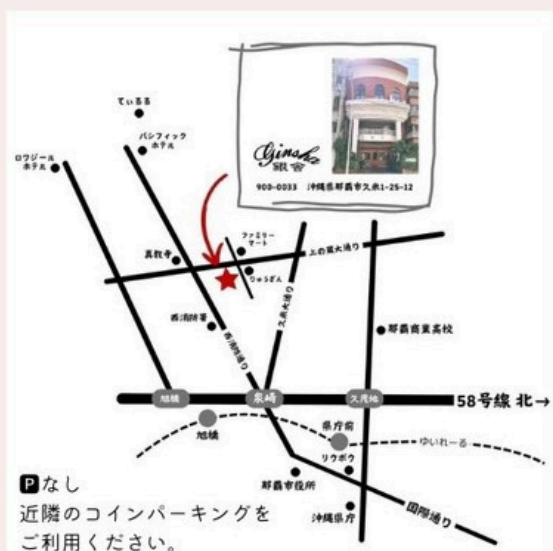 てぃるる
パシフィック
ホテル
ロワジール
ホテル
Ginsha
銀舎
900-0033 沖縄県那覇市久米1-25-12
ファミリー
マート
真教寺
りゅうぎん
上の蔵大通り
西消防署
西消防通り
久米大通り
那覇商業高校
旭橋
泉崎
久茂地
58号線 北→
旭橋
県庁前
ゆいれーる
リウボウ
那覇市役所
沖縄県庁
国際通り
Pなし
近隣のコインパーキングを
ご利用ください。